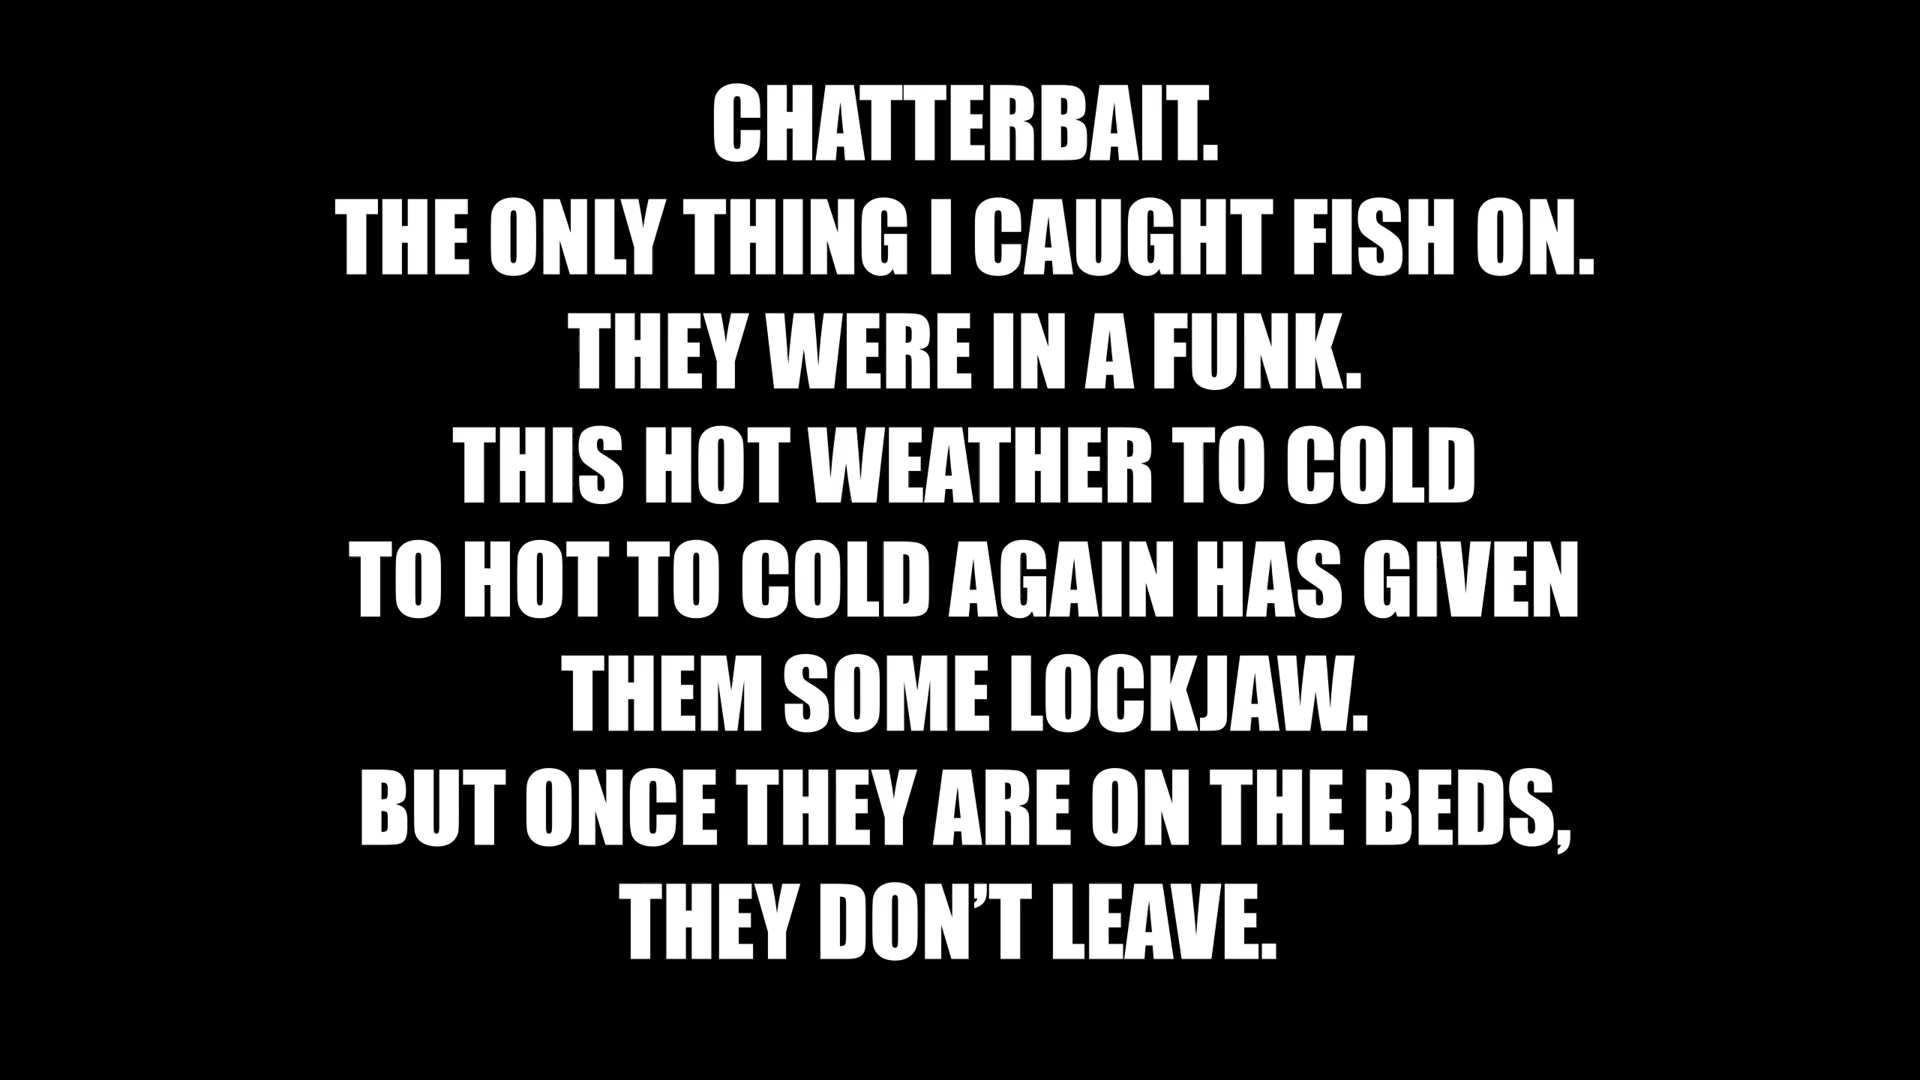 CHATTERBAIT.
THE ONLY THING I CAUGHT FISH ON.
THEY WERE IN A FUNK.
THIS HOT WEATHER TO COLD
TO HOT TO COLD AGAIN HAS GIVEN
THEM SOME LOCKJAW.
BUT ONCE THEY ARE ON THE BEDS,
THEY DON’T LEAVE.